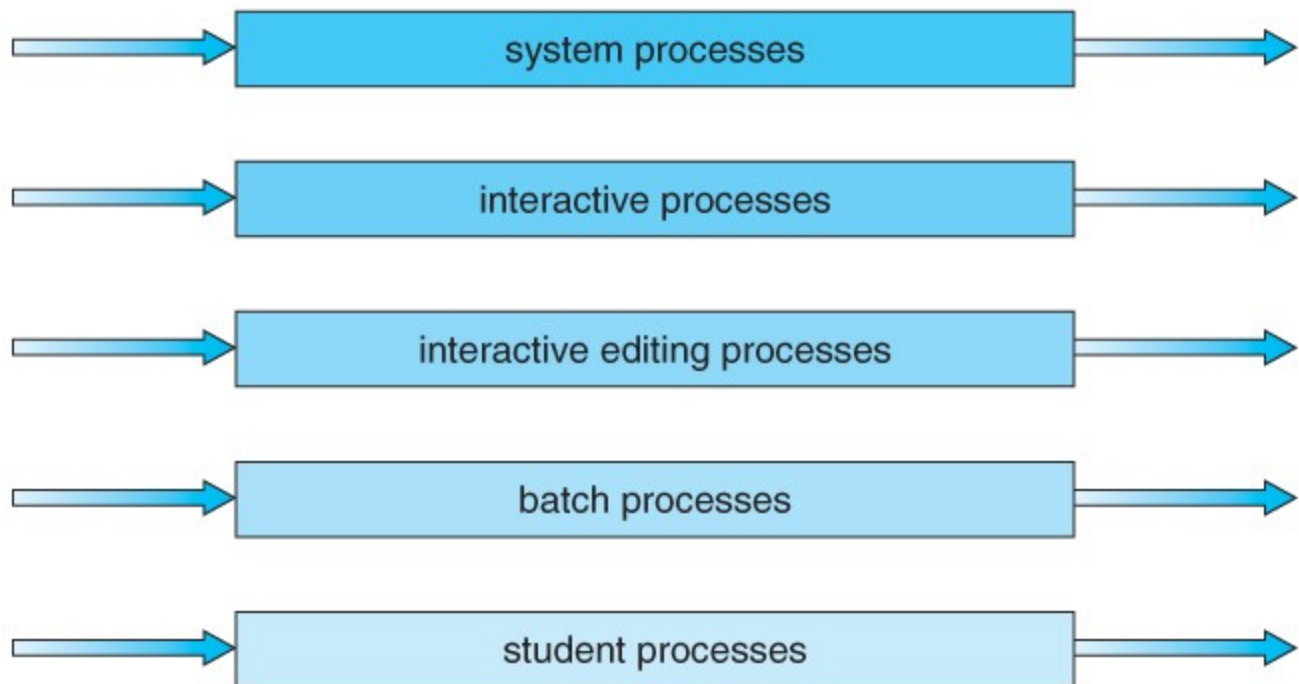 system processes
interactive processes
interactive editing processes
batch processes
student processes